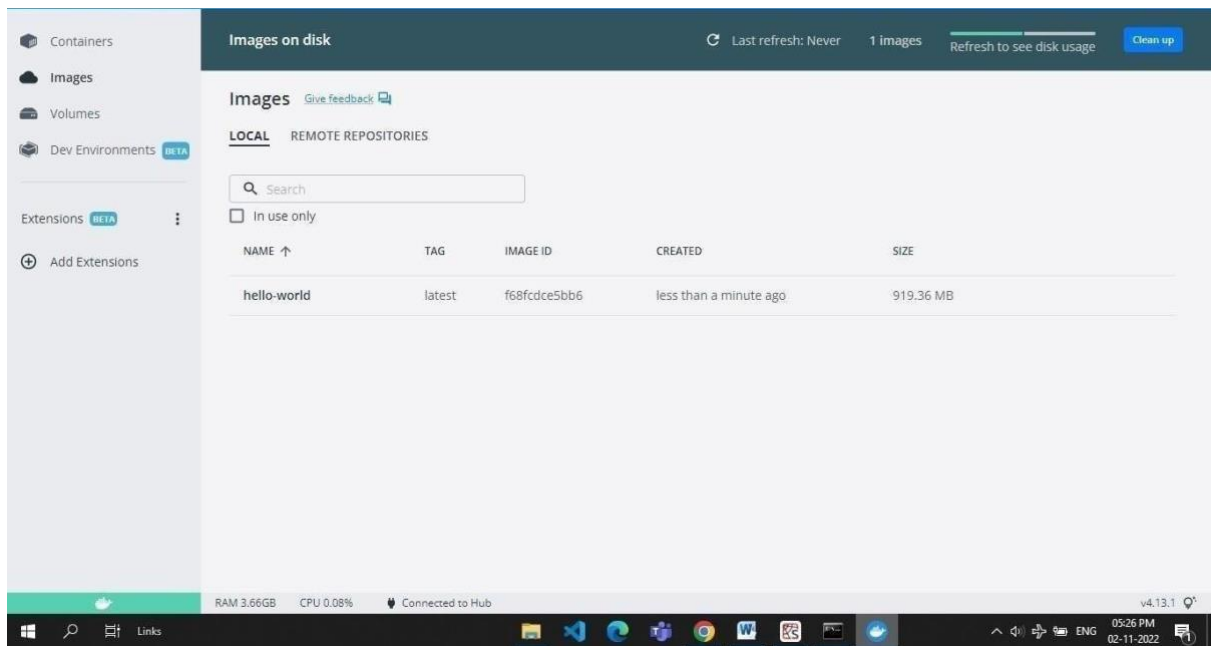 Containers
Images
Volumes
Dev Environments BETA
Extensions BETA
Add Extensions
Images on disk Last refresh: Never 1 images Refresh to see disk usage Clean up
Images Give feedback
LOCAL REMOTE REPOSITORIES
Search
In use only
NAME TAG IMAGE ID CREATED SIZE
hello-world latest f68fcdce5bb6 less than a minute ago 919.36 MB
RAM 3.66GB CPU 0.08% Connected to Hub v4.13.1
Links ENG 05:26 PM
02-11-2022